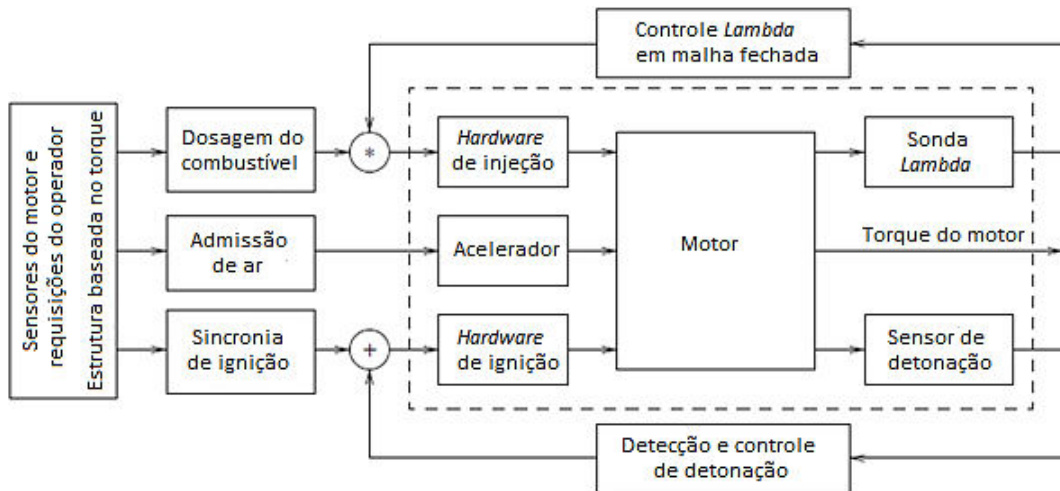 Controle Lambda
em malha fechada
Sensores do motor e
requisições do operador
Estrutura baseada no torque
Dosagem do
combustível
*
Hardware
de injeção
Sonda
Lambda
Admissão
de ar
Acelerador
Motor
Torque do motor
Sincronia
de ignição
+
Hardware
de ignição
Sensor de
detonação
Detecção e controle
de detonação